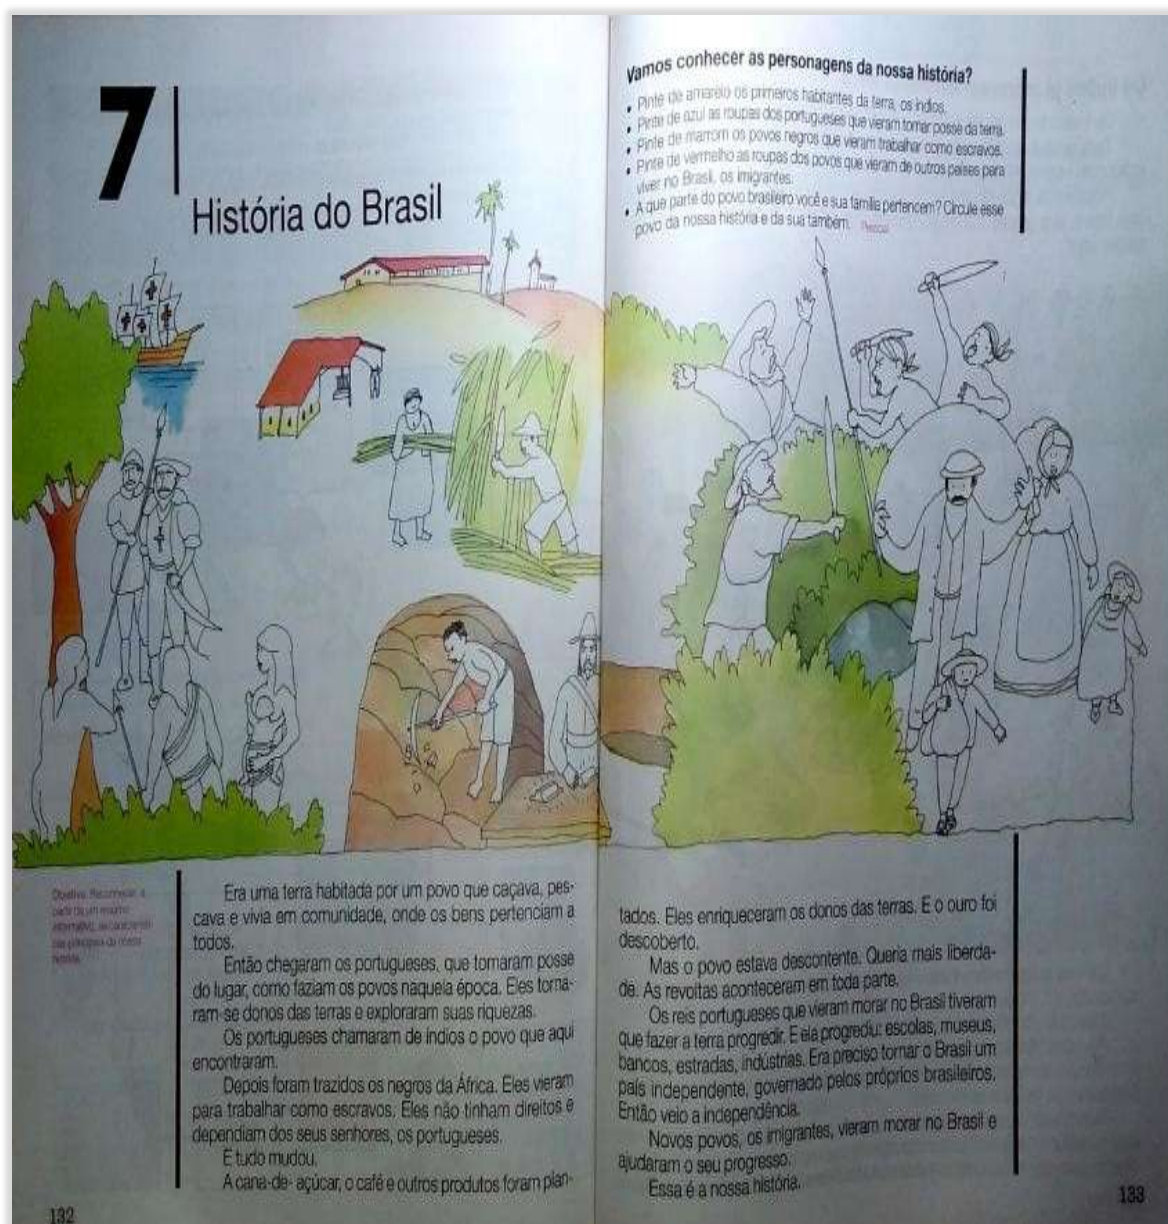 7
História do Brasil
Vamos conhecer as personagens da nossa história?
• Pinte de amarelo os primeiros habitantes da terra, os índios.
• Pinte de azul as roupas dos portugueses que vieram tomar posse da terra.
• Pinte de marrom os povos negros que vieram trabalhar como escravos.
• Pinte de vermelho as roupas dos povos que vieram de outros países para
viver no Brasil, os imigrantes.
• A que parte do povo brasileiro você e sua família pertencem? Circule esse
povo da nossa história e da sua também. Pessoal
Objetivo: Reconhecer, a
partir de um resumo
informativo, as
da nossa
história.
Era uma terra habitada por um povo que caçava, pes-
cava e vivia em comunidade, onde os bens pertenciam a
todos.
Então chegaram os portugueses, que tomaram posse
do lugar, como faziam os povos naquela época. Eles torna-
ram-se donos das terras e exploraram suas riquezas.
Os portugueses chamaram de índios o povo que aqui
encontraram.
Depois foram trazidos os negros da África. Eles vieram
para trabalhar como escravos. Eles não tinham direitos e
dependiam dos seus senhores, os portugueses.
E tudo mudou.
A cana-de-açúcar, o café e outros produtos foram plan-
132
tados. Eles enriqueceram os donos das terras. E o ouro foi
descoberto.
Mas o povo estava descontente. Queria mais liberda-
de. As revoltas aconteceram em toda parte.
Os reis portugueses que vieram morar no Brasil tiveram
que fazer a terra progredir. E ela progrediu: escolas, museus,
bancos, estradas, indústrias. Era preciso tornar o Brasil um
país independente, governado pelos próprios brasileiros.
Então veio a independência.
Novos povos, os imigrantes, vieram morar no Brasil e
ajudaram o seu progresso.
Essa é a nossa história.
133